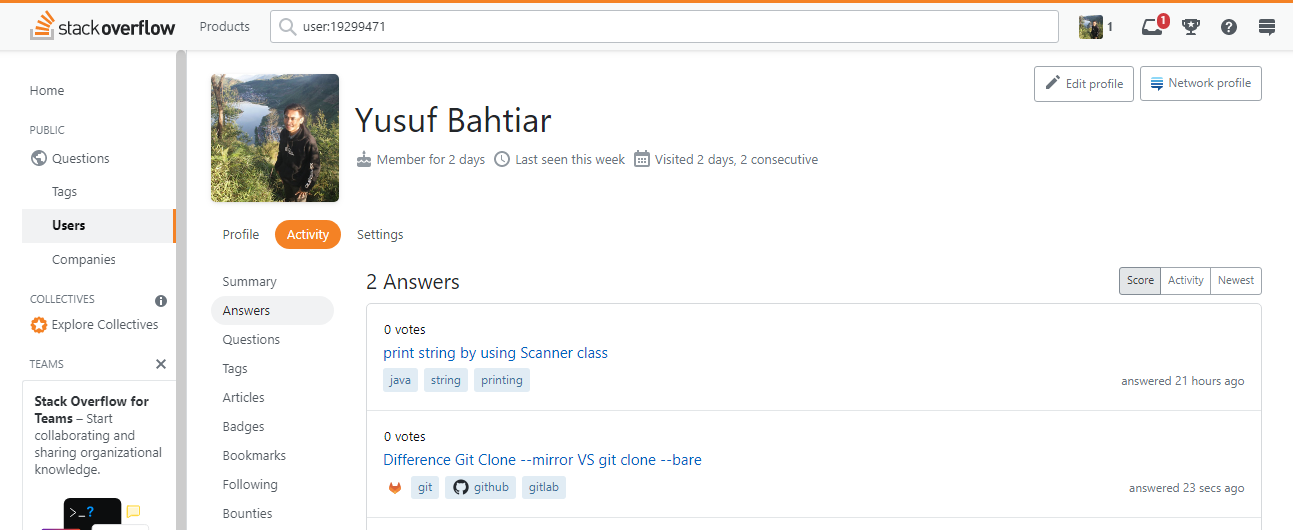 stackoverflow Products user:19299471 1 1
Home
PUBLIC
Questions
Tags
Users
Companies
COLLECTIVES
Explore Collectives
TEAMS
Stack Overflow for
Teams – Start
collaborating and
sharing organizational
knowledge.
>_?
Edit profile Network profile
Yusuf Bahtiar
Member for 2 days Last seen this week Visited 2 days, 2 consecutive
Profile Activity Settings
Summary
Answers
Questions
Tags
Articles
Badges
Bookmarks
Following
Bounties
2 Answers Score Activity Newest
0 votes
print string by using Scanner class
java string printing
answered 21 hours ago
0 votes
Difference Git Clone --mirror VS git clone --bare
git github gitlab
answered 23 secs ago